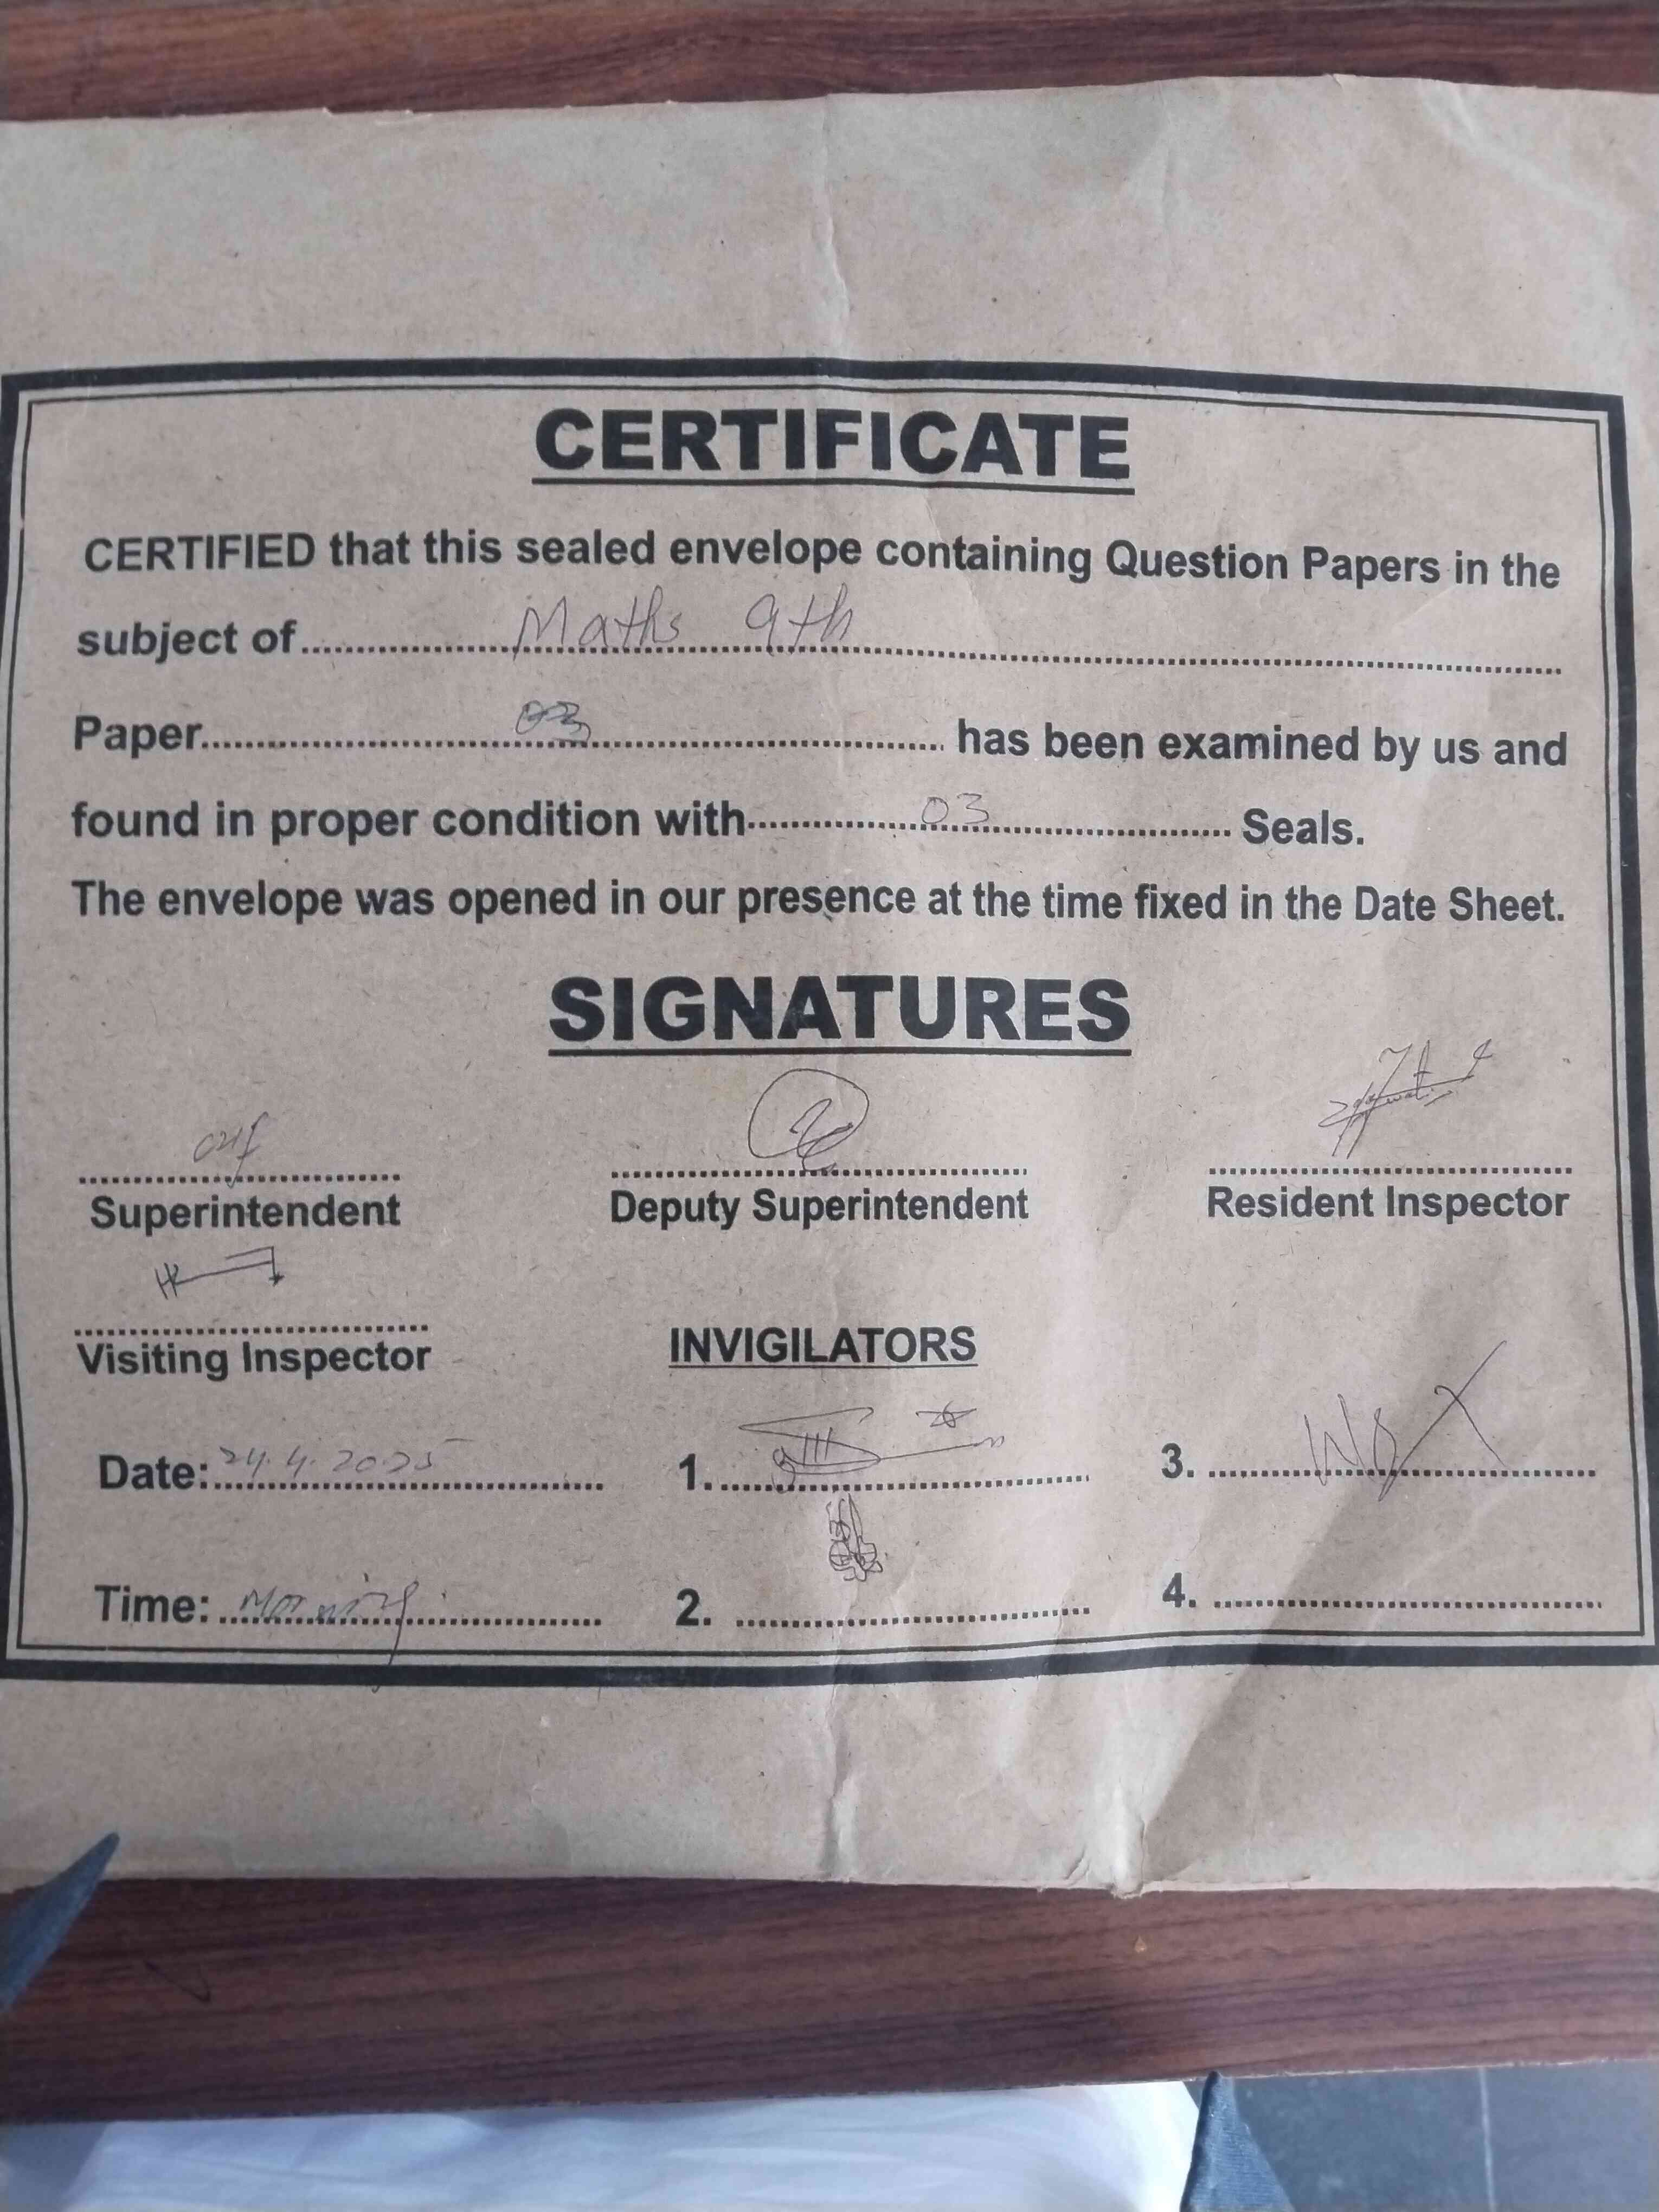 CERTIFICATE
CERTIFIED that this sealed envelope containing Question Papers in the
subject of Maths 9th
Paper 03 has been examined by us and
found in proper condition with 03 Seals.
The envelope was opened in our presence at the time fixed in the Date Sheet.
SIGNATURES
Superintendent Deputy Superintendent Resident Inspector
Visiting Inspector INVIGILATORS
Date: 24.4.2025 1. 3.
Time: Morning 2. 4.